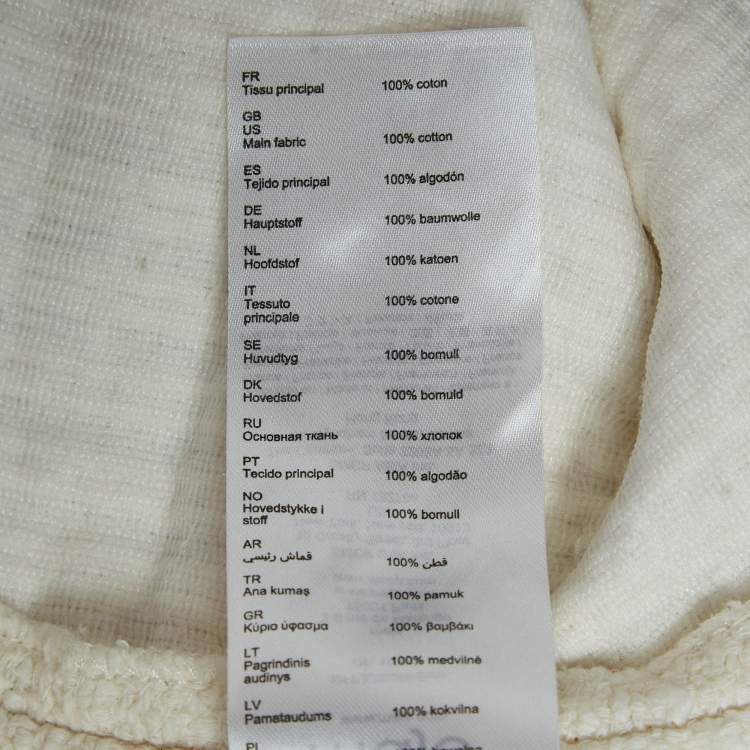 FR
Tissu principal 100% coton
GB
US
Main fabric 100% cotton
ES
Tejido principal 100% algodón
DE
Hauptstoff 100% baumwolle
NL
Hoofdstof 100% katoen
IT
Tessuto 100% cotone
principale
SE
Huvudtyg 100% bomull
DK
Hovedstof 100% bomuld
RU
Основная ткань 100% хлопок
PT
Tecido principal 100% algodão
NO
Hovedstykke i 100% bomull
stoff
AR
قماش رئيسي 100% قطن
TR
Ana kumaş 100% pamuk
GR
Κύριο ύφασμα 100% βαμβάκι
LT
Pagrindinis 100% medvilnė
audinys
LV
Pamataudums 100% kokvilna